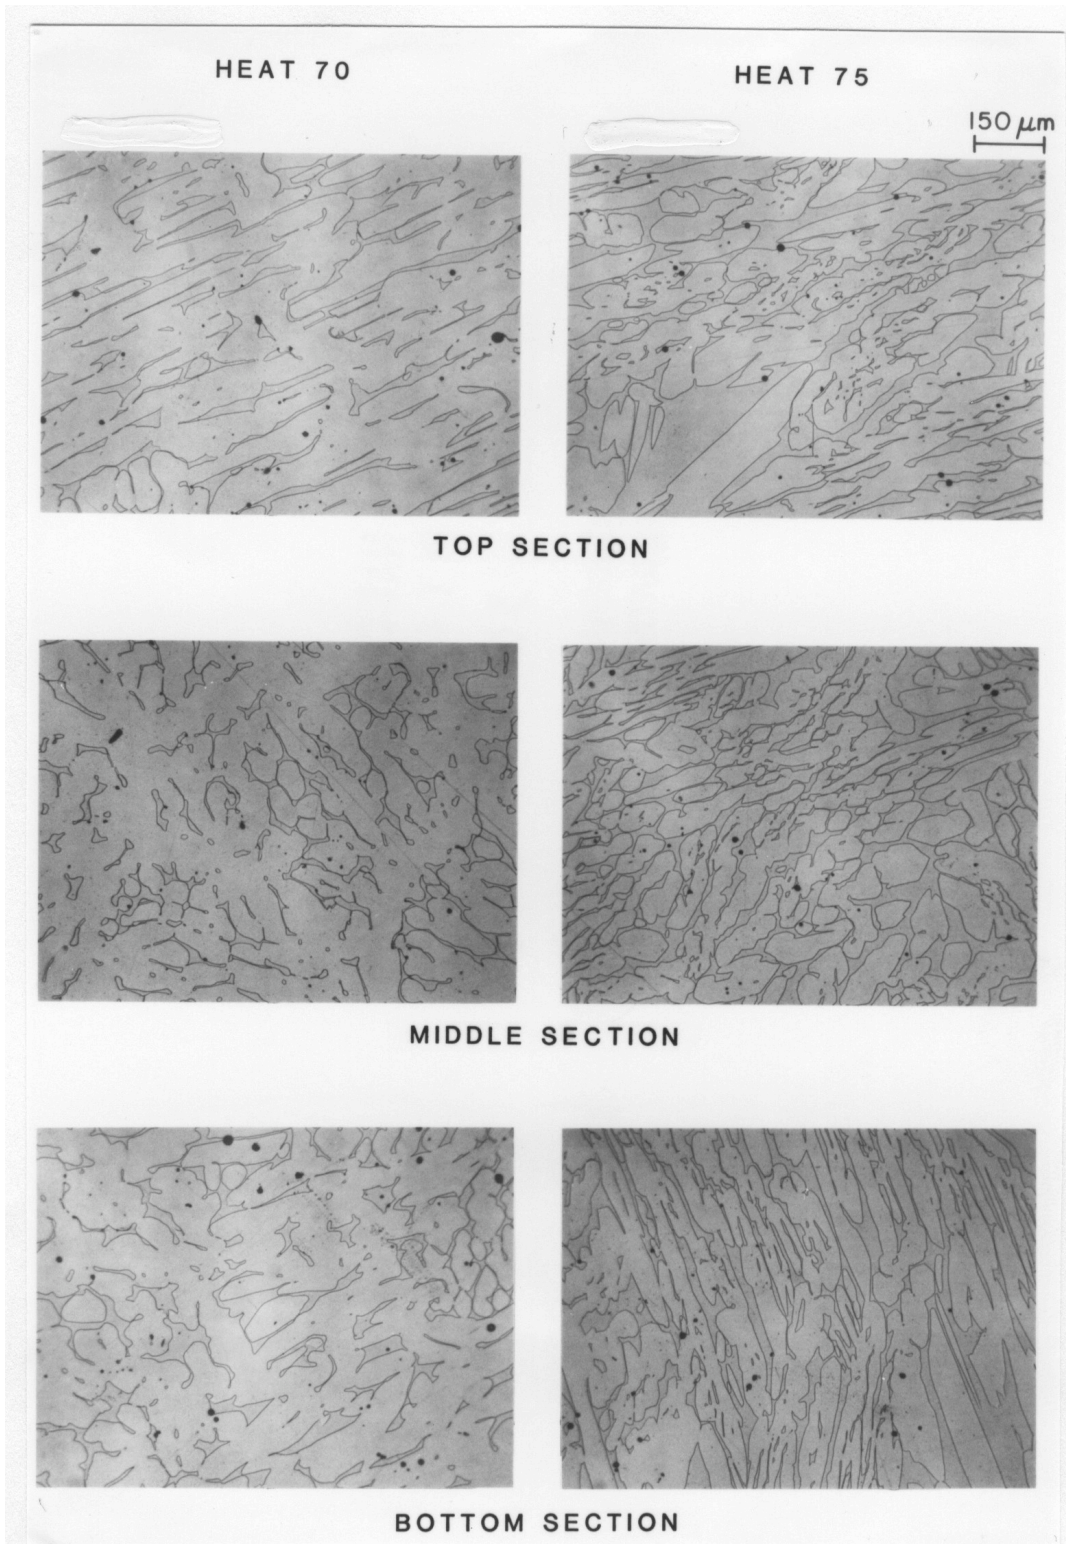 HEAT 70
HEAT 75
150 μm
TOP SECTION
MIDDLE SECTION
BOTTOM SECTION